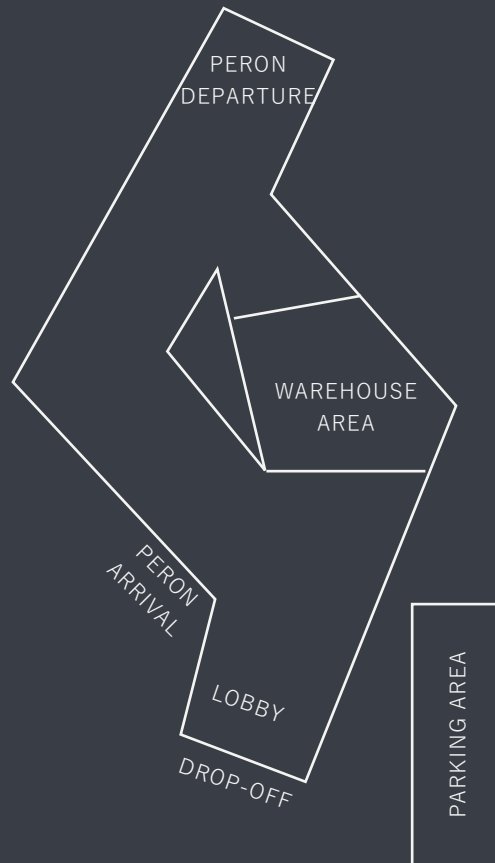 PERON
DEPARTURE
WAREHOUSE
AREA
PERON
ARRIVAL
LOBBY
DROP-OFF
PARKING AREA